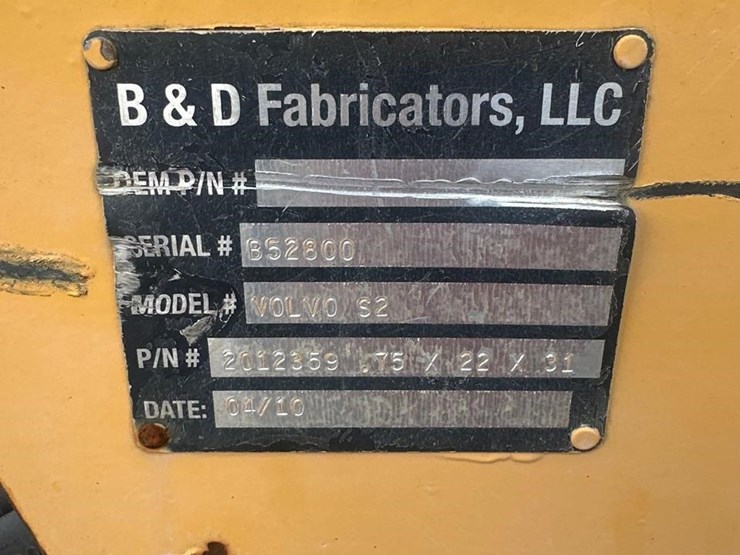 B & D Fabricators, LLC
OEM P/N #
SERIAL # B52800
MODEL # VOLVO S2
P/N # 2012359 .75 X 22 X 31
DATE: 04/10